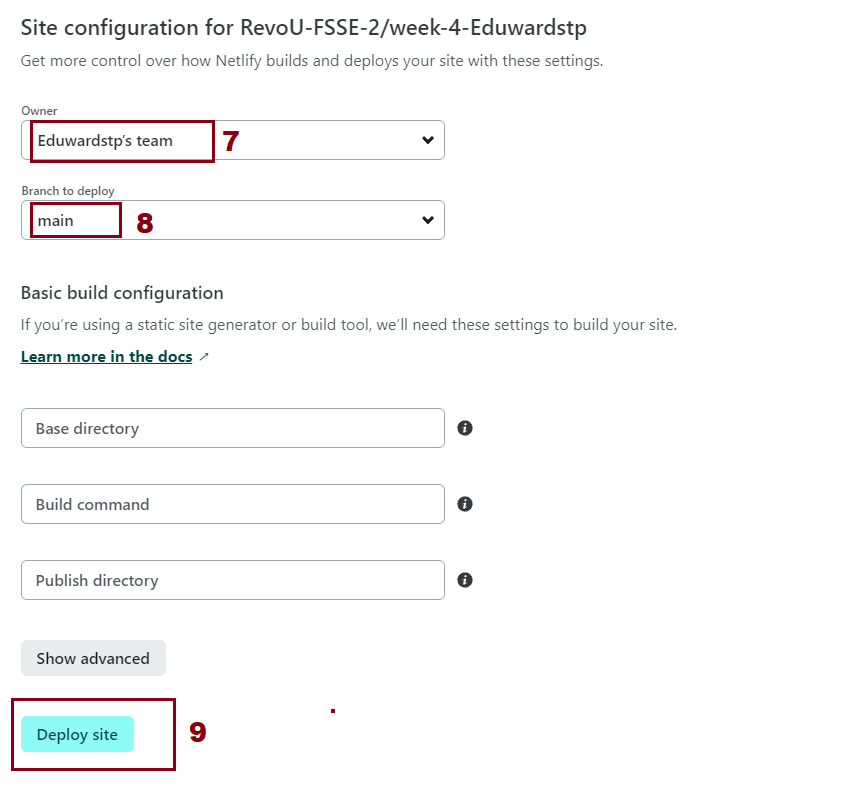 Site configuration for RevoU-FSSE-2/week-4-Eduwardstp
Get more control over how Netlify builds and deploys your site with these settings.
Owner
Eduwardstp's team 7
Branch to deploy
main 8
Basic build configuration
If you're using a static site generator or build tool, we'll need these settings to build your site.
Learn more in the docs ↗
Base directory
Build command
Publish directory
Show advanced
Deploy site 9